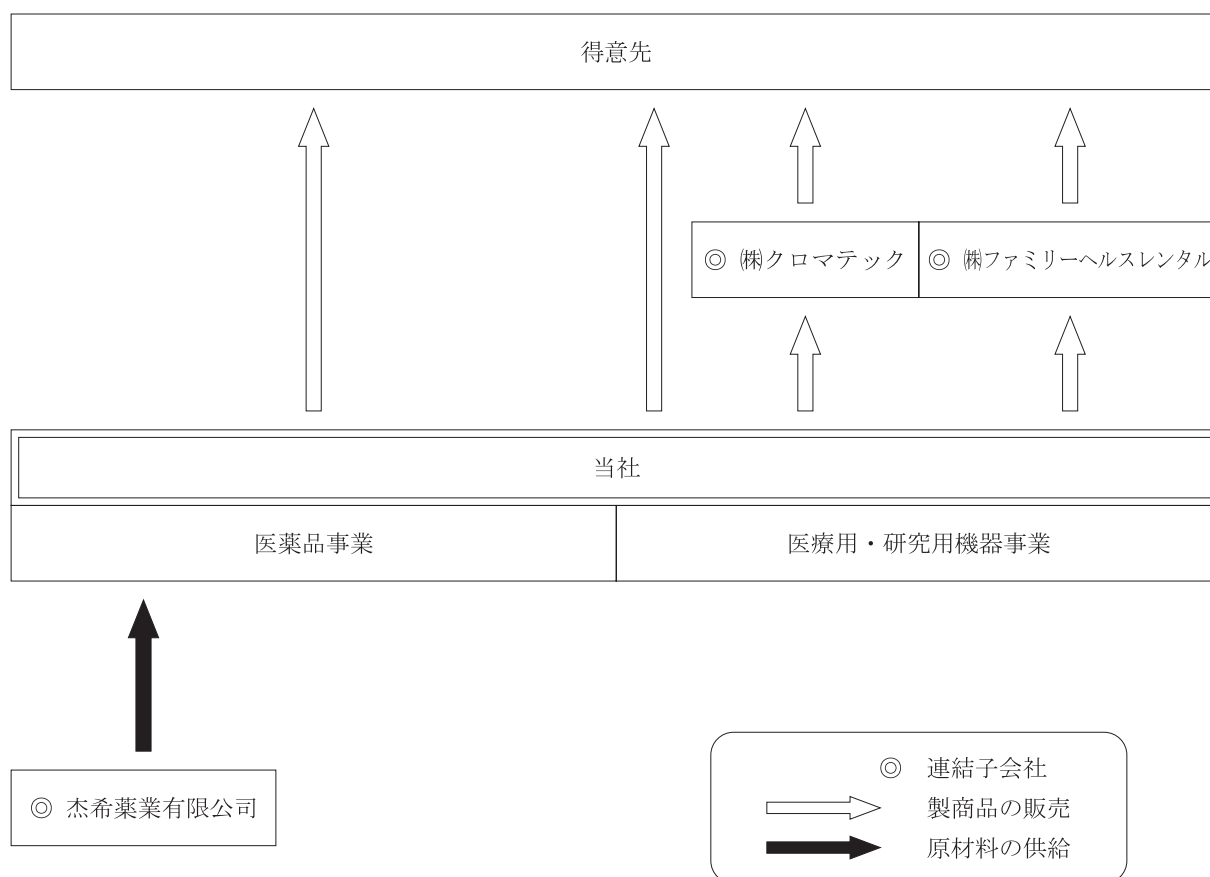 得意先
◎ ㈱クロマテック
◎ ㈱ファミリーヘルスレンタル
当社
医薬品事業
医療用・研究用機器事業
◎ 杰希薬業有限公司
◎ 連結子会社
製商品の販売
原材料の供給